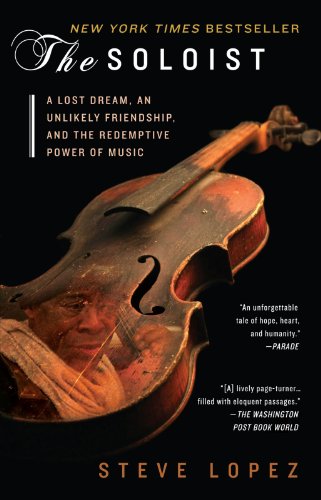 NEW YORK TIMES BESTSELLER
The SOLOIST
A LOST DREAM, AN
UNLIKELY FRIENDSHIP,
AND THE REDEMPTIVE
POWER OF MUSIC
"An unforgettable
tale of hope, heart,
and humanity."
—PARADE
"[A] lively page-turner...
filled with eloquent passages."
—THE WASHINGTON
POST BOOK WORLD
STEVE LOPEZ